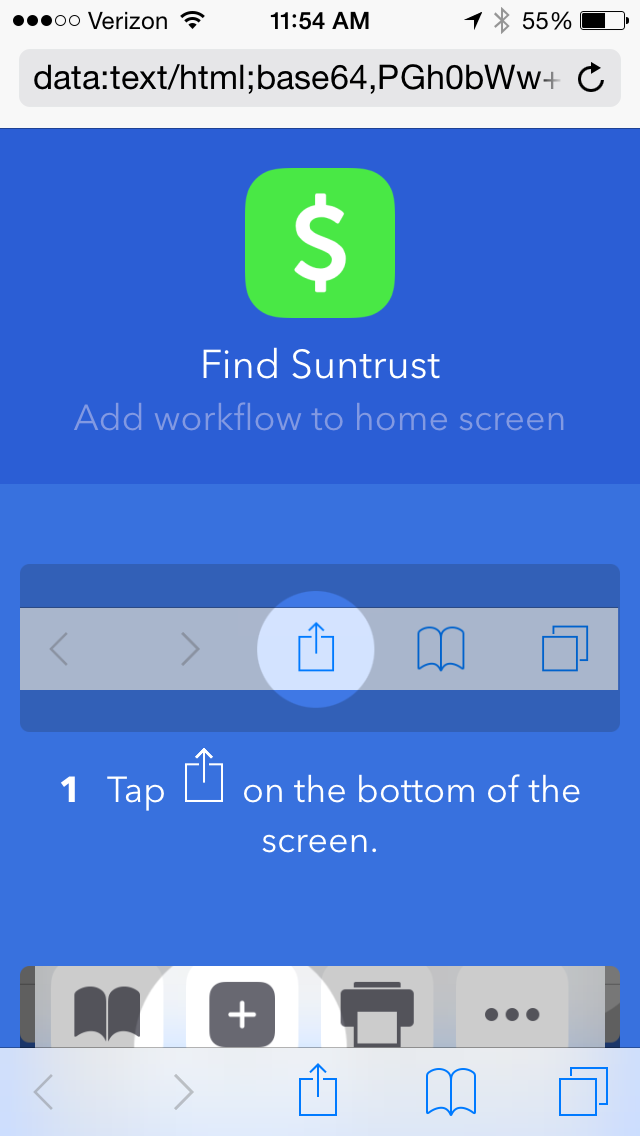 Verizon 11:54 AM 55%
data:text/html;base64,PGh0bWw+
$
Find Suntrust
Add workflow to home screen
1 Tap on the bottom of the
screen.